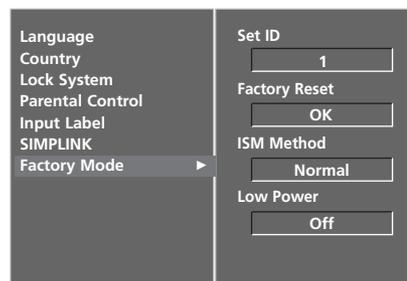 Language
Country
Lock System
Parental Control
Input Label
SIMPLINK
Factory Mode ►
Set ID
1
Factory Reset
OK
ISM Method
Normal
Low Power
Off